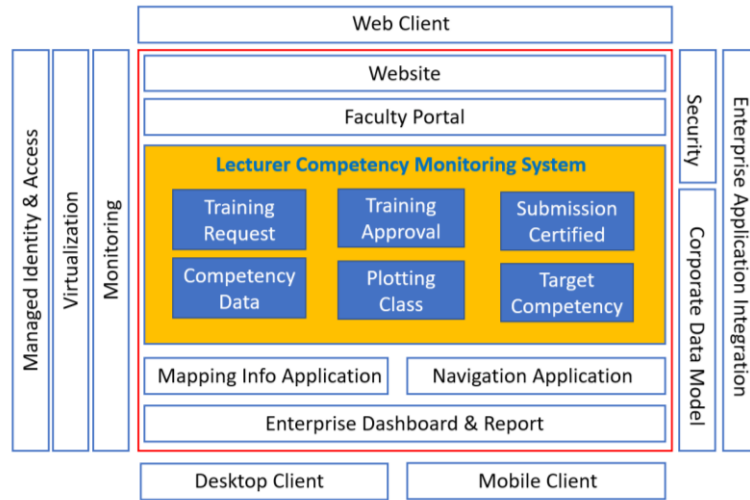 Web Client
Managed Identity & Access
Virtualization
Monitoring
Website
Faculty Portal
Lecturer Competency Monitoring System
Training
Request
Training
Approval
Submission
Certified
Competency
Data
Plotting
Class
Target
Competency
Mapping Info Application
Navigation Application
Enterprise Dashboard & Report
Security
Corporate Data Model
Enterprise Application Integration
Desktop Client
Mobile Client